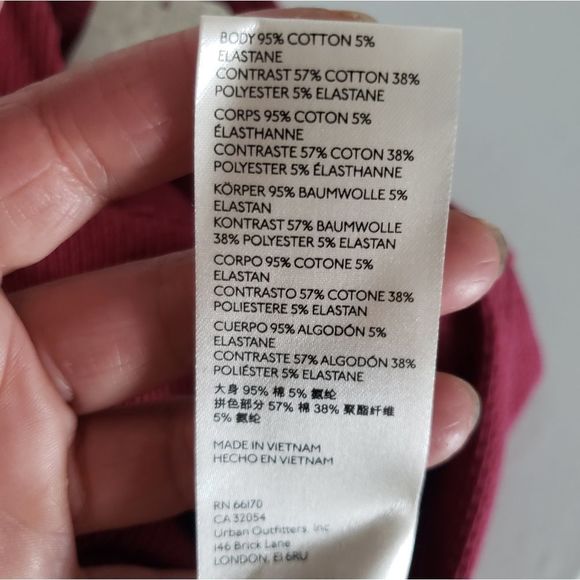 BODY 95% COTTON 5%
ELASTANE
CONTRAST 57% COTTON 38%
POLYESTER 5% ELASTANE
CORPS 95% COTON 5%
ÉLASTHANNE
CONTRASTE 57% COTON 38%
POLYESTER 5% ÉLASTHANNE
KÖRPER 95% BAUMWOLLE 5%
ELASTAN
KONTRAST 57% BAUMWOLLE
38% POLYESTER 5% ELASTAN
CORPO 95% COTONE 5%
ELASTAN
CONTRASTO 57% COTONE 38%
POLIESTERE 5% ELASTAN
CUERPO 95% ALGODÓN 5%
ELASTANE
CONTRASTE 57% ALGODÓN 38%
POLIÉSTER 5% ELASTANE
大身 95% 棉 5% 氨纶
拼色部分 57% 棉 38% 聚酯纤维
5% 氨纶
MADE IN VIETNAM
HECHO EN VIETNAM
RN 66170
CA 32054
Urban Outfitters, Inc
146 Brick Lane
LONDON, E1 6RU